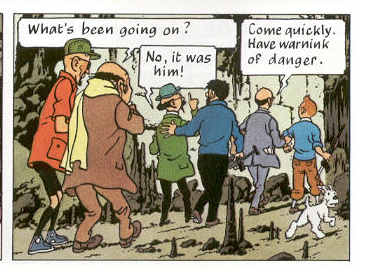 What's been going on?
No, it was
him!
Come quickly.
Have warnink
of danger.